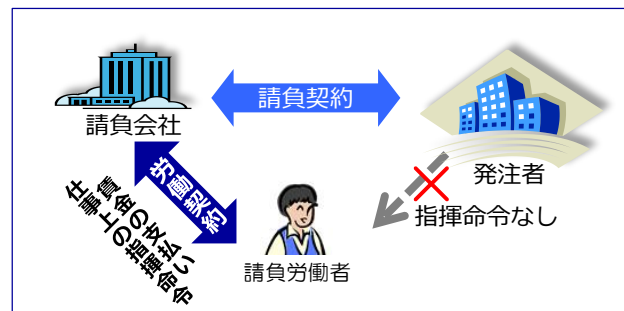 請負契約
請負会社
発注者
労働契約
賃金の支払い
仕事上の指揮命令
指揮命令なし
請負労働者